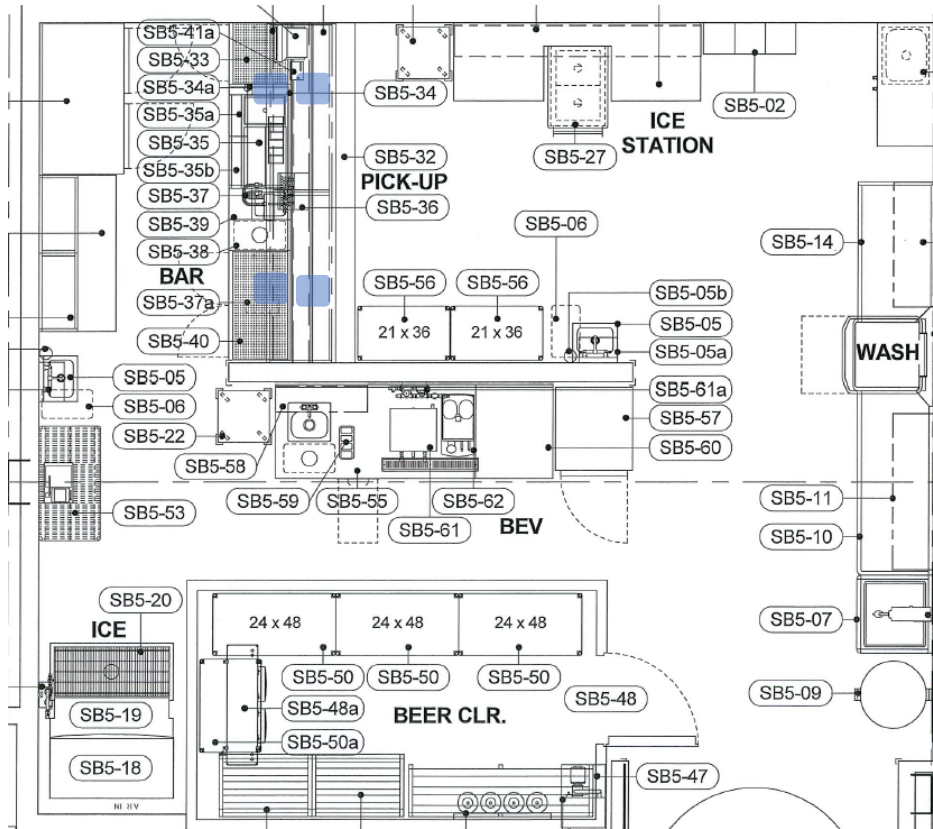 SB5-41a
SB5-33
SB5-34a
SB5-34
SB5-35a
SB5-35
SB5-35b
SB5-37
SB5-39
SB5-38
BAR
SB5-37a
SB5-40
SB5-32
PICK-UP
SB5-36
SB5-02
ICE
STATION
SB5-27
SB5-06
SB5-14
SB5-56
SB5-56
21 x 36
21 x 36
SB5-05b
SB5-05
SB5-05a
WASH
SB5-05
SB5-06
SB5-22
SB5-58
SB5-59
SB5-55
SB5-61
SB5-62
SB5-61a
SB5-57
SB5-60
BEV
SB5-53
SB5-11
SB5-10
SB5-07
SB5-09
SB5-20
ICE
SB5-19
SB5-18
AIR IN
24 x 48
24 x 48
24 x 48
SB5-50
SB5-50
SB5-50
SB5-48
SB5-48a
BEER CLR.
SB5-50a
SB5-47